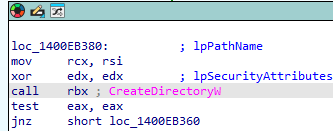 loc_1400EB380: ; lpPathName
mov rcx, rsi
xor edx, edx ; lpSecurityAttributes
call rbx ; CreateDirectoryW
test eax, eax
jnz short loc_1400EB360